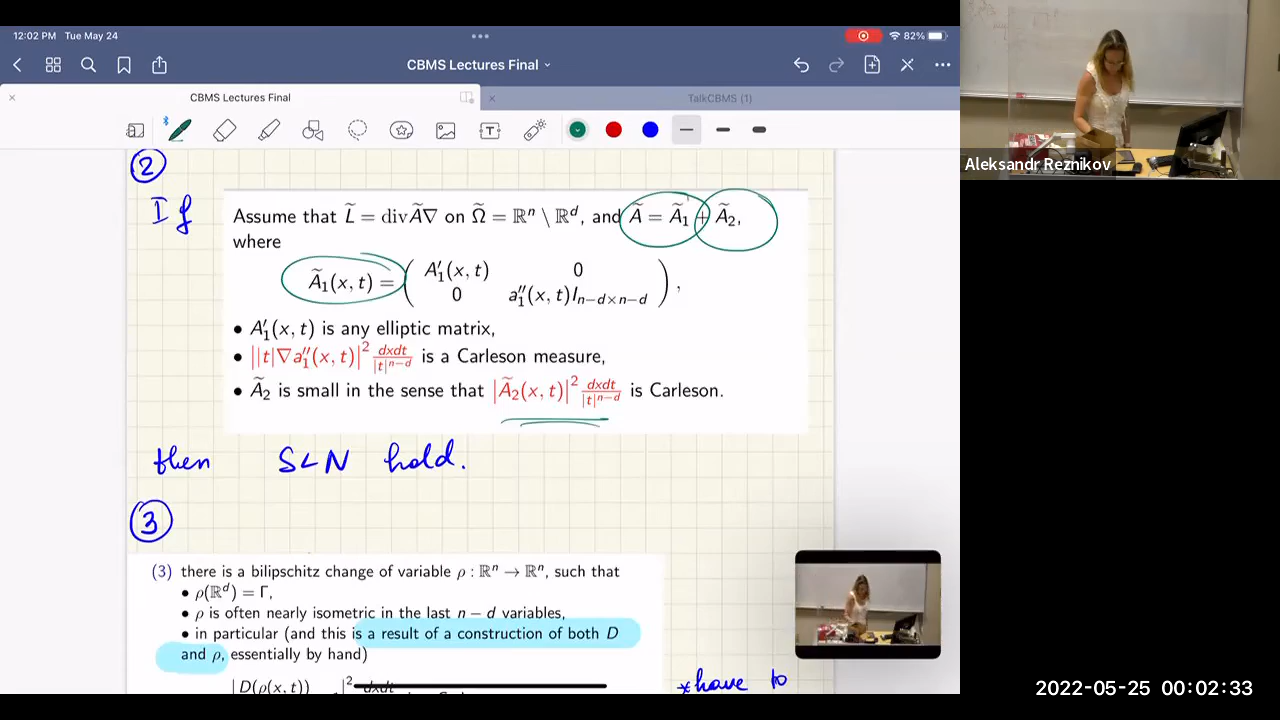 12:02 PM Tue May 24
82%
CBMS Lectures Final
CBMS Lectures Final
TalkCBMS (1)
Aleksandr Reznikov
②
If
Assume that L̃ = divÃ∇ on Ω̃ = ℝⁿ \ ℝᵈ, and Ã = Ã₁ + Ã₂,
where
Ã₁(x, t) = ( A′₁(x, t) 0
0 a″₁(x, t)Iₙ₋d×ₙ₋d ),
• A′₁(x, t) is any elliptic matrix,
• ||t|∇a″₁(x, t)|² dxdt/|t|ⁿ⁻ᵈ is a Carleson measure,
• Ã₂ is small in the sense that |Ã₂(x, t)|² dxdt/|t|ⁿ⁻ᵈ is Carleson.
then S<N hold.
③
(3) there is a bilipschitz change of variable ρ : ℝⁿ → ℝⁿ, such that
• ρ(ℝᵈ) = Γ,
• ρ is often nearly isometric in the last n − d variables,
• in particular (and this is a result of a construction of both D
and ρ, essentially by hand)
|D(ρ(x,t)) |² dxdt
*have to
2022-05-25 00:02:33